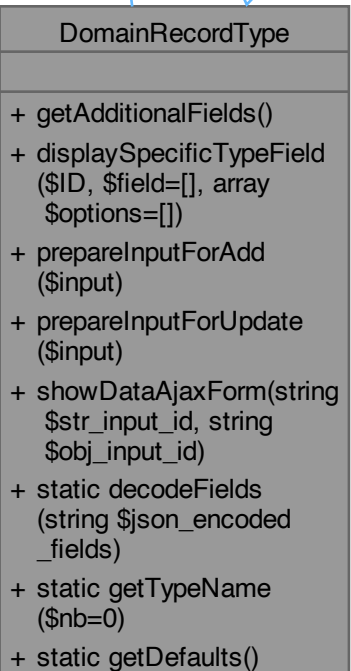 DomainRecordType
+ getAdditionalFields()
+ displaySpecificTypeField
($ID, $field=[], array
$options=[])
+ prepareInputForAdd
($input)
+ prepareInputForUpdate
($input)
+ showDataAjaxForm(string
$str_input_id, string
$obj_input_id)
+ static decodeFields
(string $json_encoded
_fields)
+ static getTypeName
($nb=0)
+ static getDefaults()